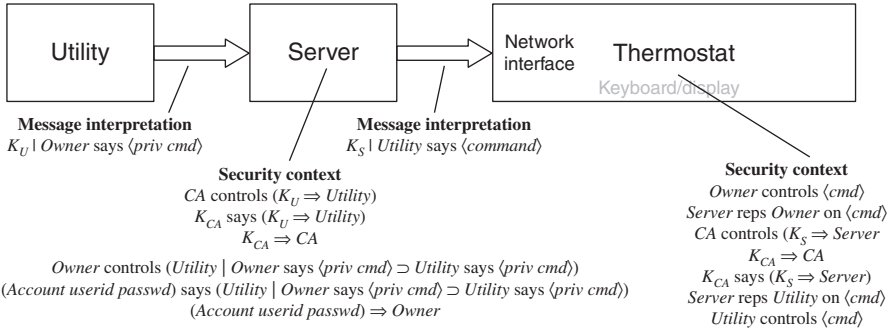 Utility
Server
Network
interface
Thermostat
Keyboard/display
Message interpretation
K_U | Owner says ⟨priv cmd⟩
Message interpretation
K_S | Utility says ⟨command⟩
Security context
CA controls (K_U ⇒ Utility)
K_CA says (K_U ⇒ Utility)
K_CA ⇒ CA
Owner controls (Utility | Owner says ⟨priv cmd⟩ ⊃ Utility says ⟨priv cmd⟩)
(Account userid passwd) says (Utility | Owner says ⟨priv cmd⟩ ⊃ Utility says ⟨priv cmd⟩)
(Account userid passwd) ⇒ Owner
Security context
Owner controls ⟨cmd⟩
Server reps Owner on ⟨cmd⟩
CA controls (K_S ⇒ Server
K_CA ⇒ CA
K_CA says (K_S ⇒ Server)
Server reps Utility on ⟨cmd⟩
Utility controls ⟨cmd⟩